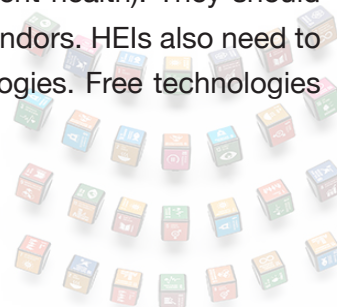 ent health). They should
ndors. HEIs also need to
ogies. Free technologies